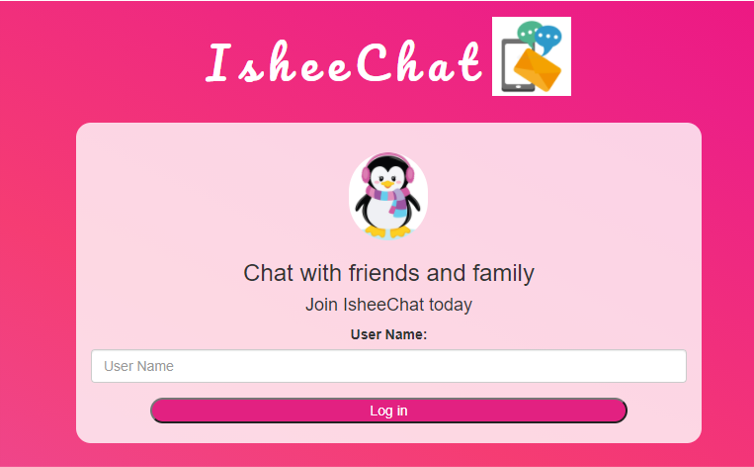 IsheeChat
Chat with friends and family
Join IsheeChat today
User Name:
User Name
Log in